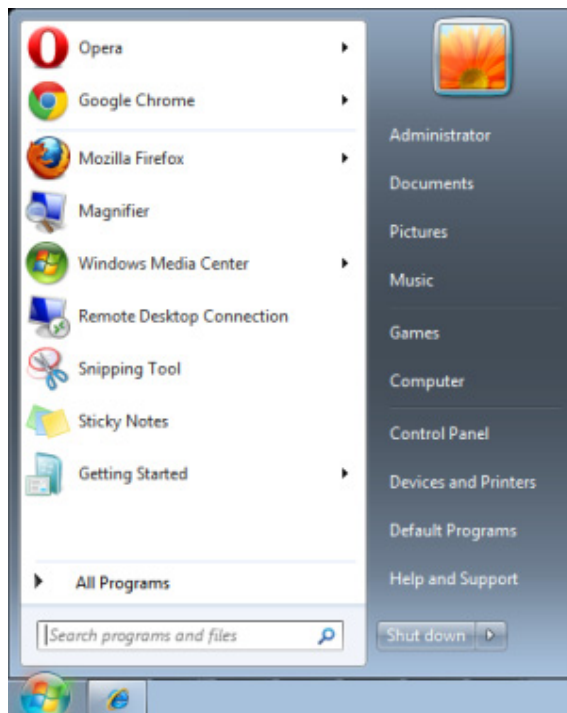 Opera
Google Chrome
Mozilla Firefox
Magnifier
Windows Media Center
Remote Desktop Connection
Snipping Tool
Sticky Notes
Getting Started
All Programs
Search programs and files
Administrator
Documents
Pictures
Music
Games
Computer
Control Panel
Devices and Printers
Default Programs
Help and Support
Shut down